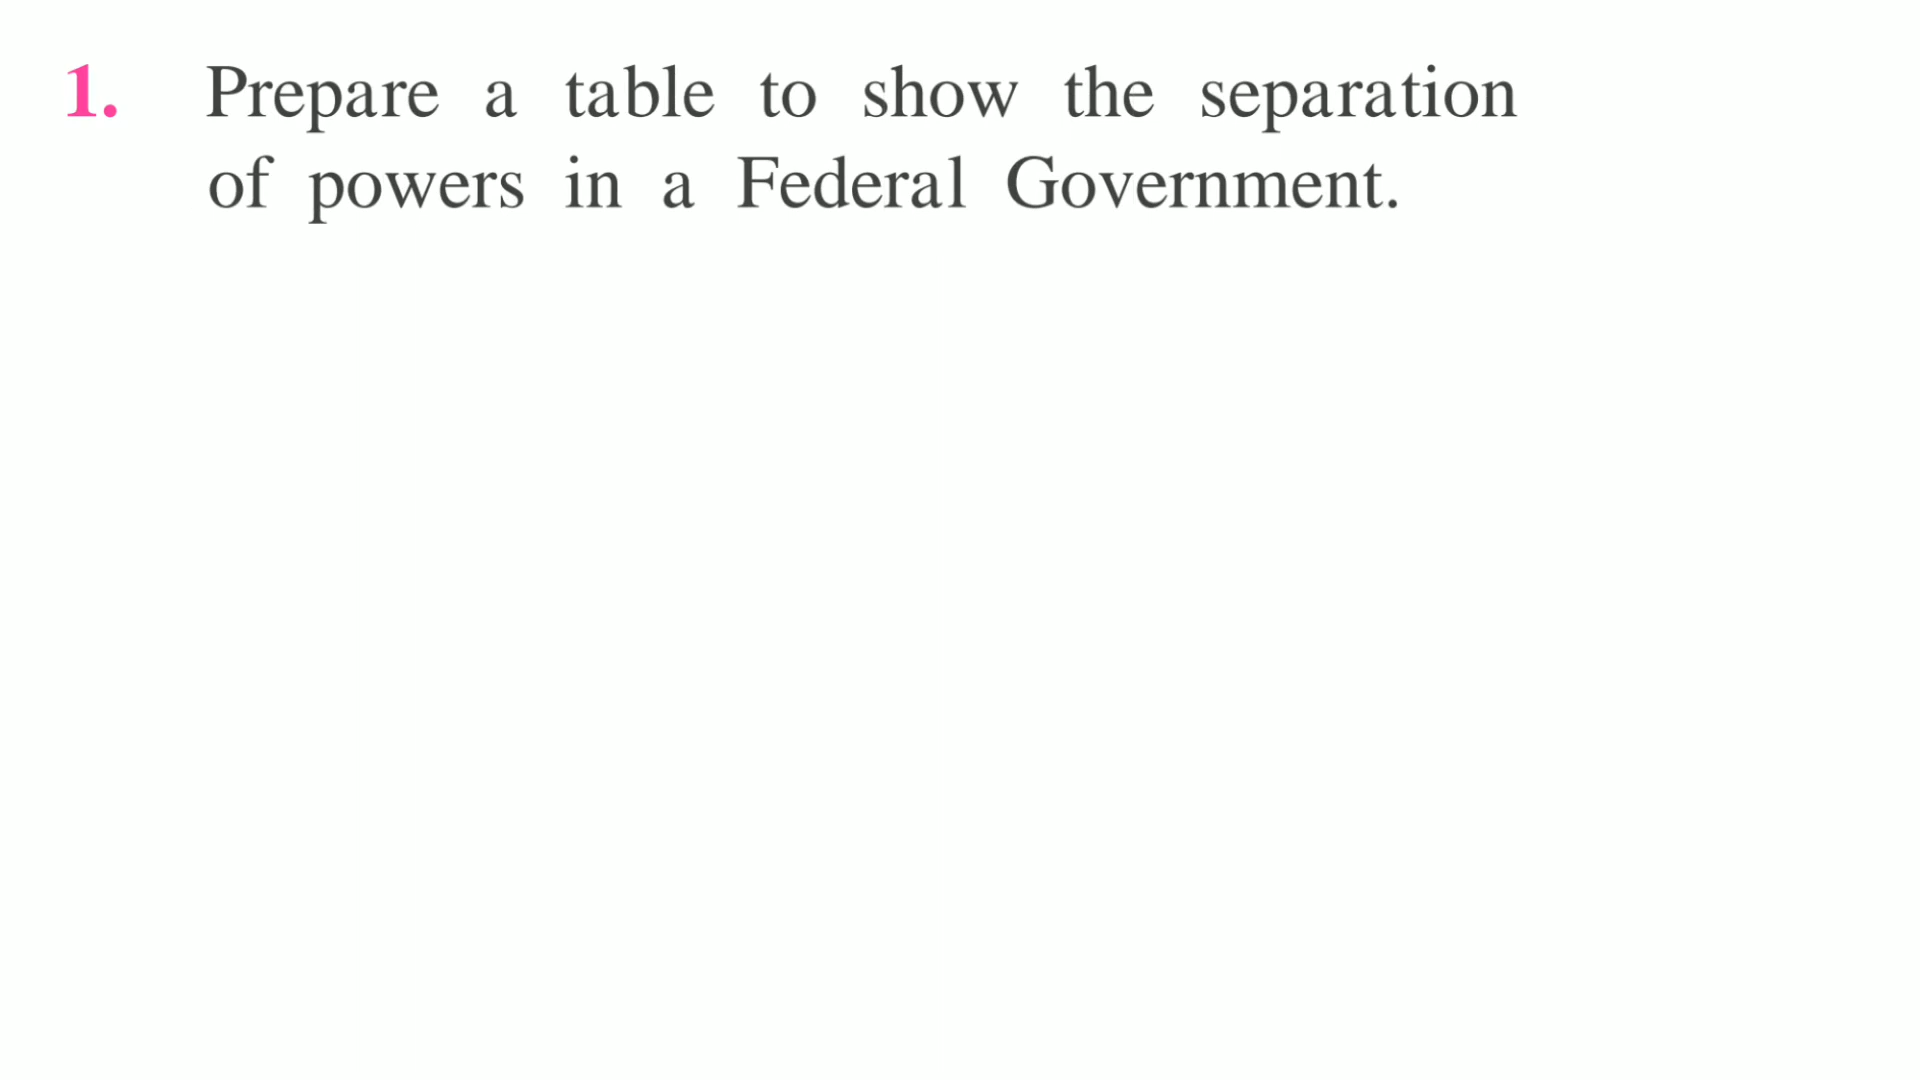 1. Prepare a table to show the separation
of powers in a Federal Government.